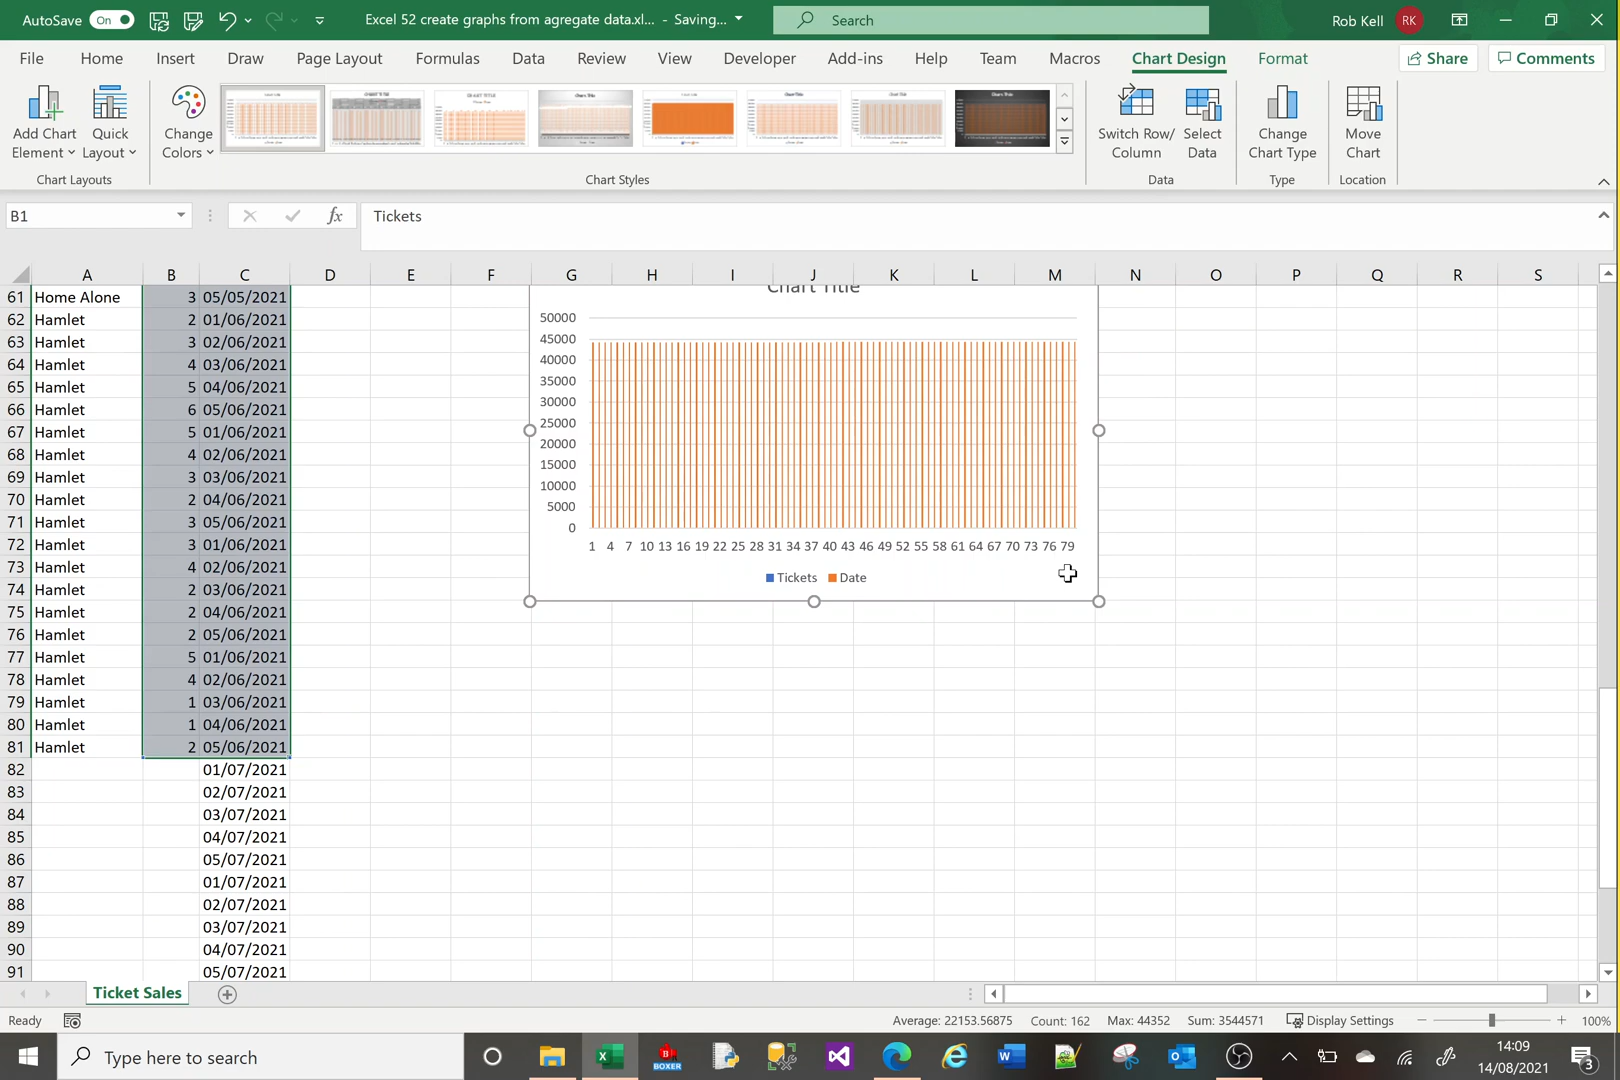 AutoSave On Excel 52 create graphs from agregate data.xl... - Saving... Search Rob Kell RK
File Home Insert Draw Page Layout Formulas Data Review View Developer Add-ins Help Team Macros Chart Design Format Share Comments
Add Chart Element Quick Layout Change Colors Switch Row/ Column Select Data Change Chart Type Move Chart
Chart Layouts Chart Styles Data Type Location
B1 fx Tickets
A B C D E F G H I J K L M N O P Q R S
61 Home Alone 3 05/05/2021
62 Hamlet 2 01/06/2021
63 Hamlet 3 02/06/2021
64 Hamlet 4 03/06/2021
65 Hamlet 5 04/06/2021
66 Hamlet 6 05/06/2021
67 Hamlet 5 01/06/2021
68 Hamlet 4 02/06/2021
69 Hamlet 3 03/06/2021
70 Hamlet 2 04/06/2021
71 Hamlet 3 05/06/2021
72 Hamlet 3 01/06/2021
73 Hamlet 4 02/06/2021
74 Hamlet 2 03/06/2021
75 Hamlet 2 04/06/2021
76 Hamlet 2 05/06/2021
77 Hamlet 5 01/06/2021
78 Hamlet 4 02/06/2021
79 Hamlet 1 03/06/2021
80 Hamlet 1 04/06/2021
81 Hamlet 2 05/06/2021
82 01/07/2021
83 02/07/2021
84 03/07/2021
85 04/07/2021
86 05/07/2021
87 01/07/2021
88 02/07/2021
89 03/07/2021
90 04/07/2021
91 05/07/2021
Chart Title
50000
45000
40000
35000
30000
25000
20000
15000
10000
5000
0
1 4 7 10 13 16 19 22 25 28 31 34 37 40 43 46 49 52 55 58 61 64 67 70 73 76 79
Tickets Date
Ticket Sales
Ready Average: 22153.56875 Count: 162 Max: 44352 Sum: 3544571 Display Settings 100%
Type here to search BOXER 14:09
14/08/2021 3